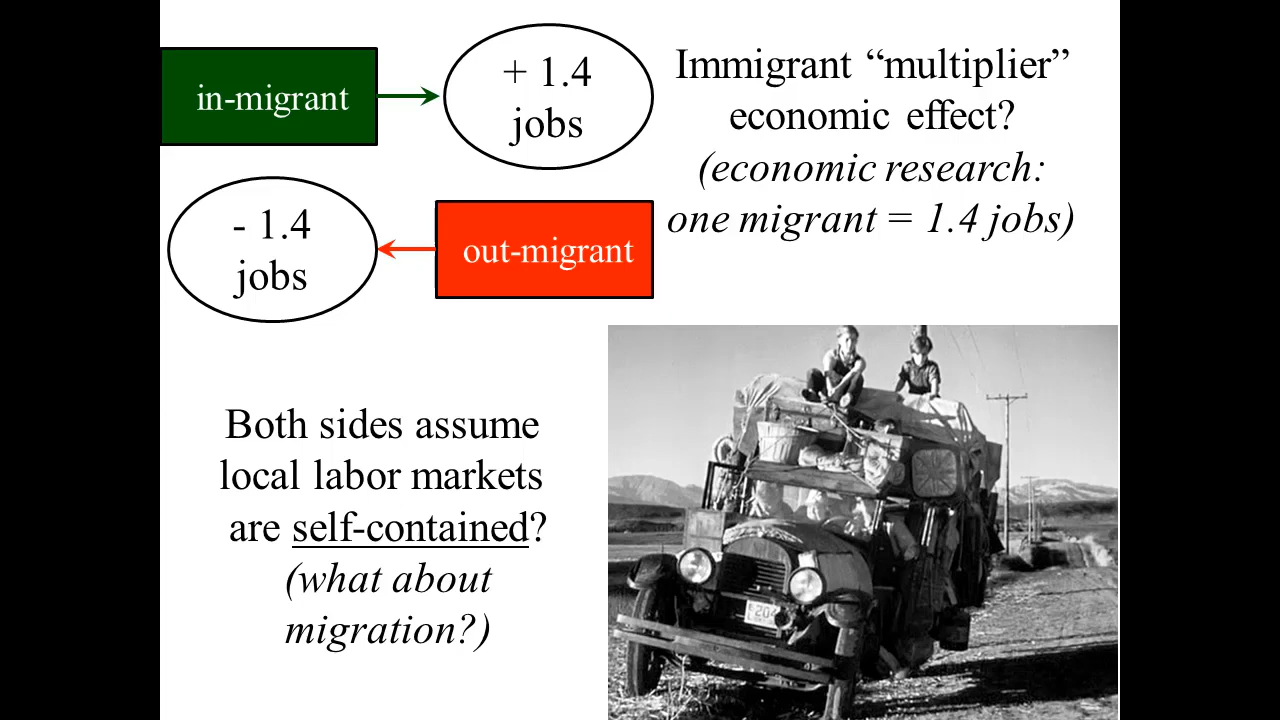 in-migrant
+ 1.4
jobs
Immigrant “multiplier”
economic effect?
(economic research:
one migrant = 1.4 jobs)
- 1.4
jobs
out-migrant
Both sides assume
local labor markets
are self-contained?
(what about
migration?)